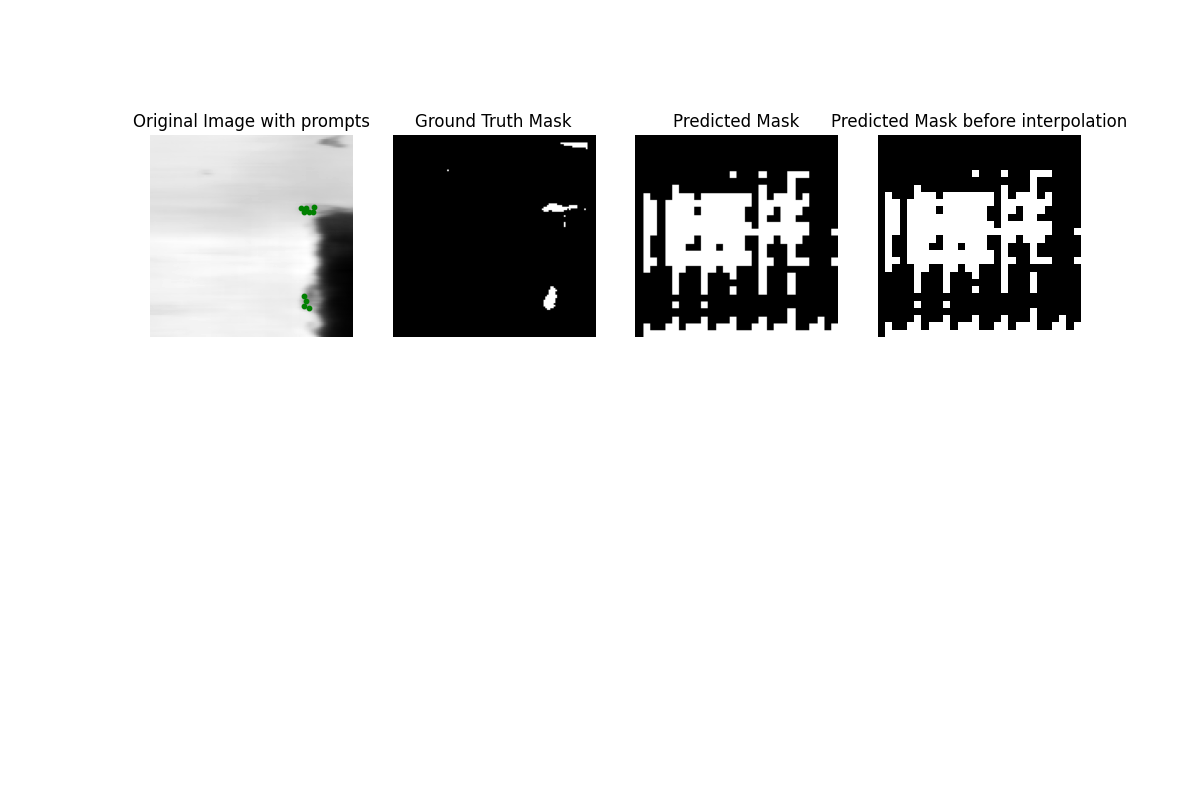 Original Image with prompts
Ground Truth Mask
Predicted Mask
Predicted Mask before interpolation